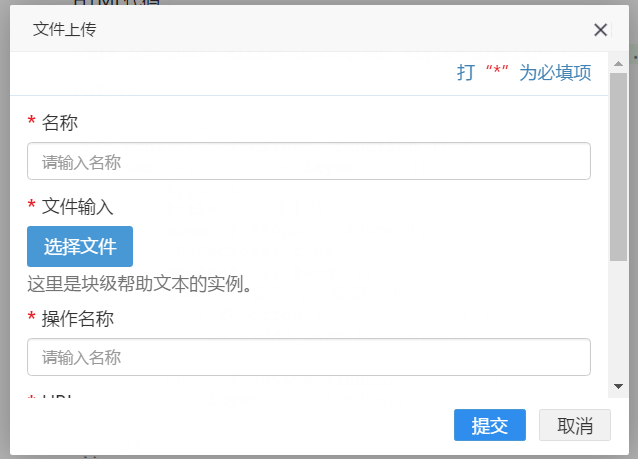 文件上传
打“*”为必填项
* 名称
请输入名称
* 文件输入
选择文件
这里是块级帮助文本的实例。
* 操作名称
请输入名称
提交 取消